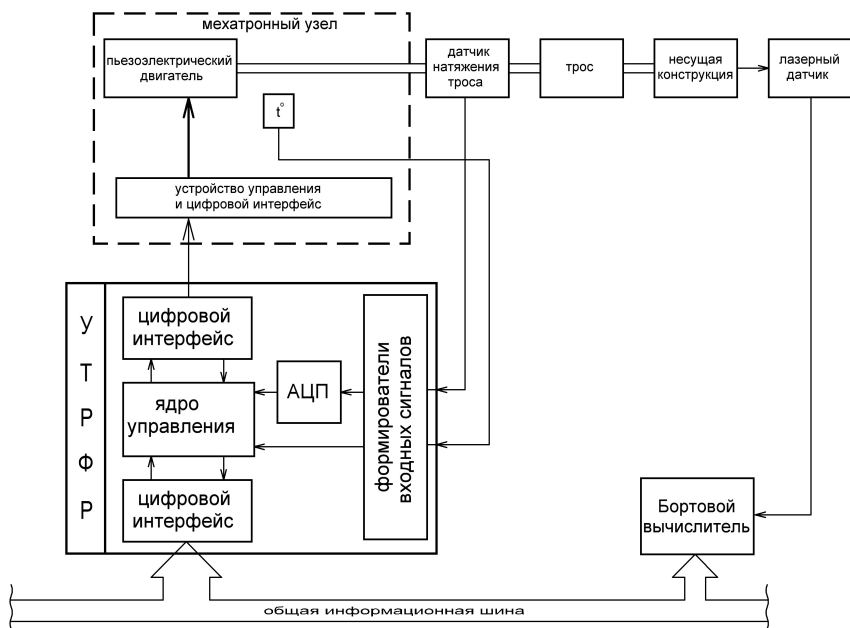 мехатронный узел
пьезоэлектрический
двигатель
датчик
натяжения
троса
трос
несущая
конструкция
лазерный
датчик
t°
устройство управления
и цифровой интерфейс
У
Т
Р
Ф
Р
цифровой
интерфейс
ядро
управления
АЦП
формирователи
входных сигналов
цифровой
интерфейс
Бортовой
вычислитель
общая информационная шина